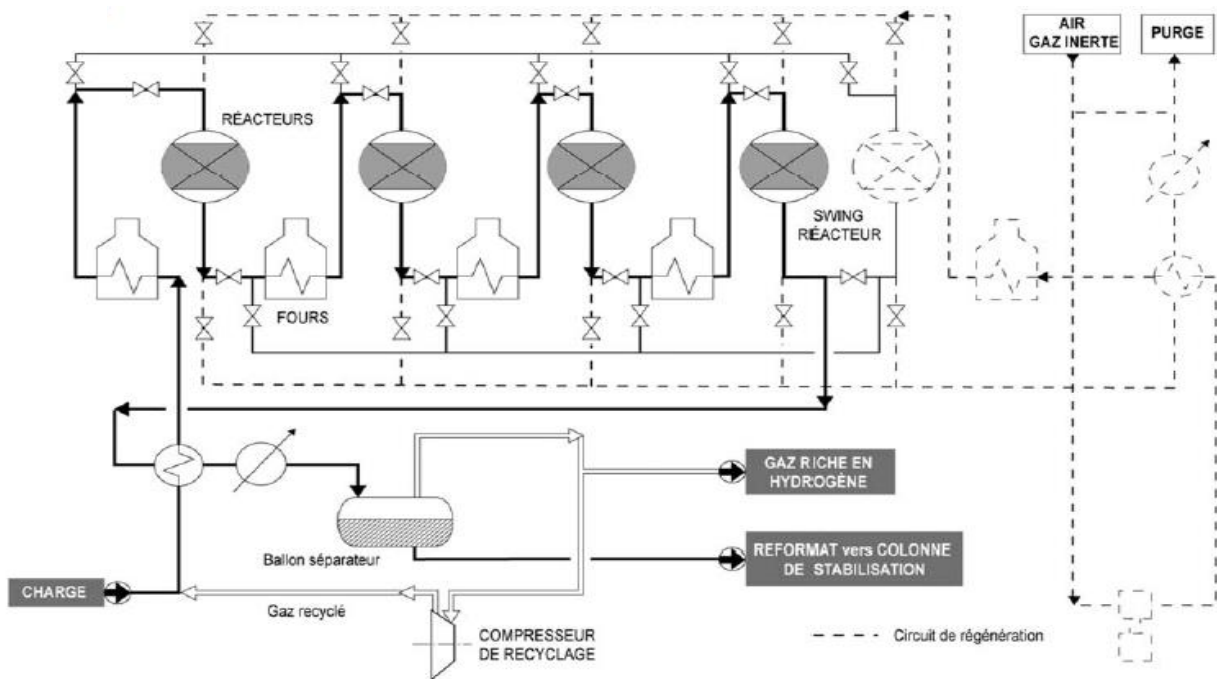 AIR
GAZ INERTE
PURGE
RÉACTEURS
SWING
RIÉACTEUR
FOURS
GAZ RICHE EN
HYDROGÈNE
Ballon séparateur
REFORMAT vers COLONNE
DE STABILISATION
CHARGE
Gaz recyclé
COMPRESSEUR
DE RECYCLAGE
Circuit de régénération